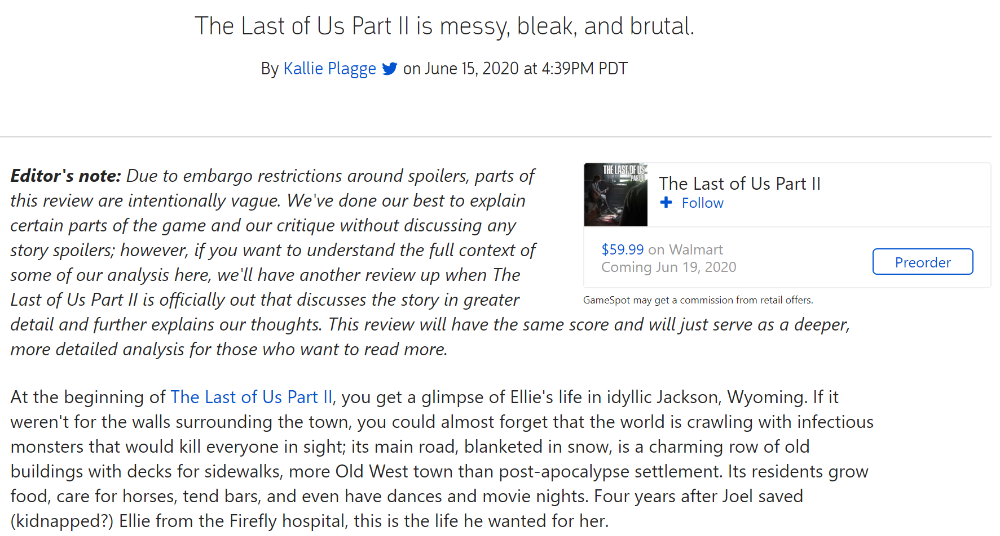 The Last of Us Part II is messy, bleak, and brutal.
By Kallie Plagge on June 15, 2020 at 4:39PM PDT
Editor's note: Due to embargo restrictions around spoilers, parts of
this review are intentionally vague. We've done our best to explain
certain parts of the game and our critique without discussing any
story spoilers; however, if you want to understand the full context of
some of our analysis here, we'll have another review up when The
Last of Us Part II is officially out that discusses the story in greater
detail and further explains our thoughts. This review will have the same score and will just serve as a deeper,
more detailed analysis for those who want to read more.
THE LAST OF US
PART II
The Last of Us Part II
Follow
$59.99 on Walmart
Coming Jun 19, 2020
Preorder
GameSpot may get a commission from retail offers.
At the beginning of The Last of Us Part II, you get a glimpse of Ellie's life in idyllic Jackson, Wyoming. If it
weren't for the walls surrounding the town, you could almost forget that the world is crawling with infectious
monsters that would kill everyone in sight; its main road, blanketed in snow, is a charming row of old
buildings with decks for sidewalks, more Old West town than post-apocalypse settlement. Its residents grow
food, care for horses, tend bars, and even have dances and movie nights. Four years after Joel saved
(kidnapped?) Ellie from the Firefly hospital, this is the life he wanted for her.